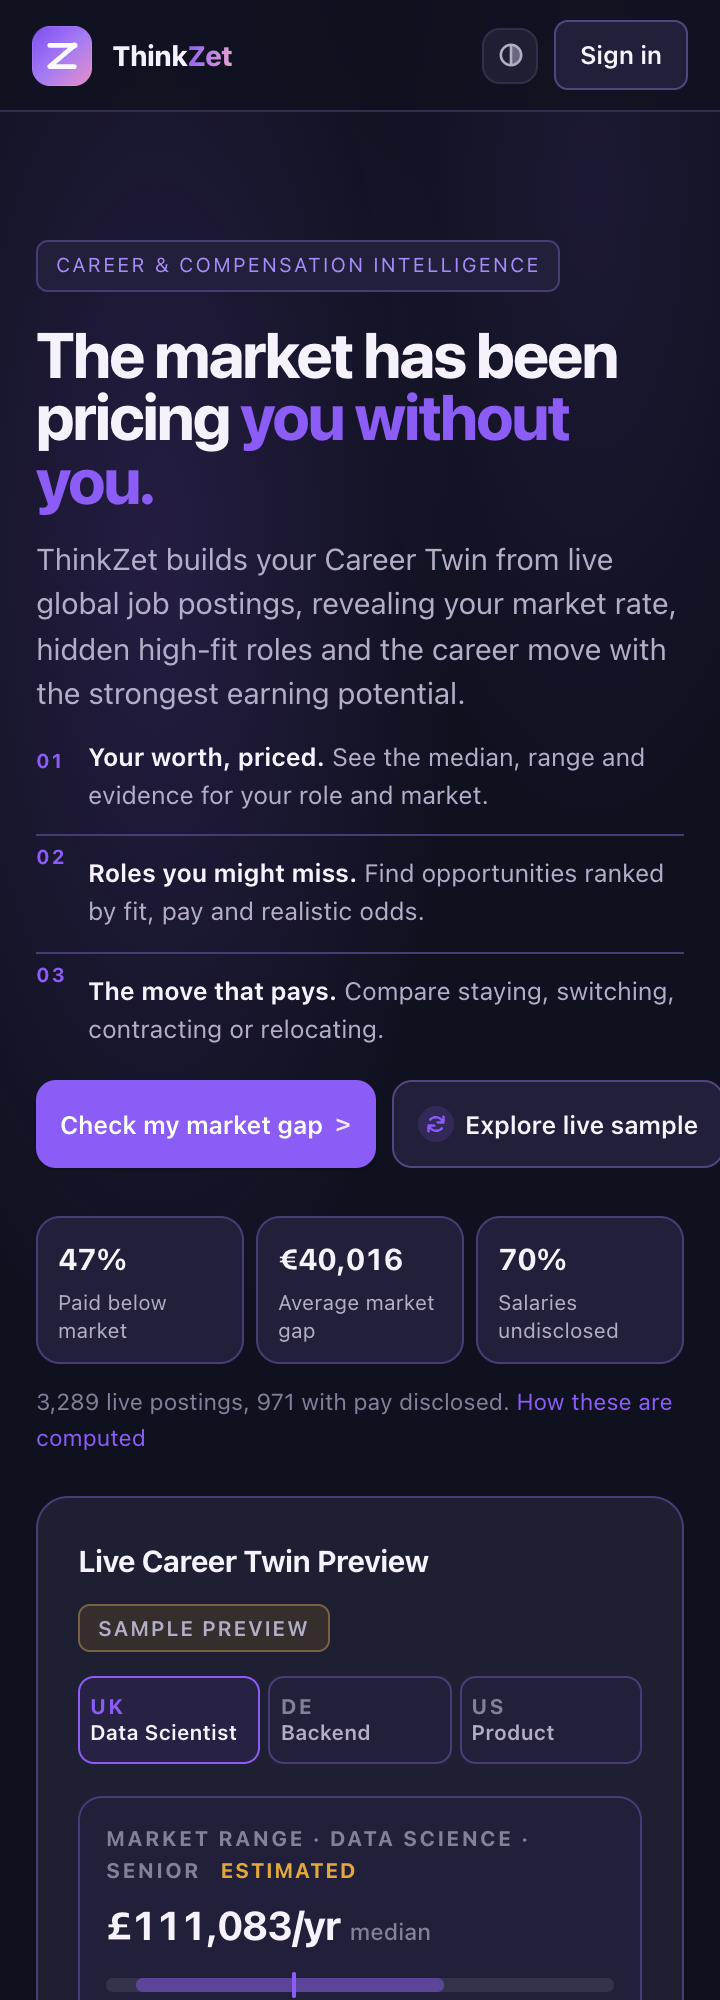 ThinkZet
Sign in
CAREER & COMPENSATION INTELLIGENCE
The market has been
pricing you without
you.
ThinkZet builds your Career Twin from live
global job postings, revealing your market rate,
hidden high-fit roles and the career move with
the strongest earning potential.
01 Your worth, priced. See the median, range and
evidence for your role and market.
02 Roles you might miss. Find opportunities ranked
by fit, pay and realistic odds.
03 The move that pays. Compare staying, switching,
contracting or relocating.
Check my market gap >
Explore live sample
47%
Paid below
market
€40,016
Average market
gap
70%
Salaries
undisclosed
3,289 live postings, 971 with pay disclosed. How these are
computed
Live Career Twin Preview
SAMPLE PREVIEW
UK
Data Scientist
DE
Backend
US
Product
MARKET RANGE · DATA SCIENCE ·
SENIOR ESTIMATED
£111,083/yr median